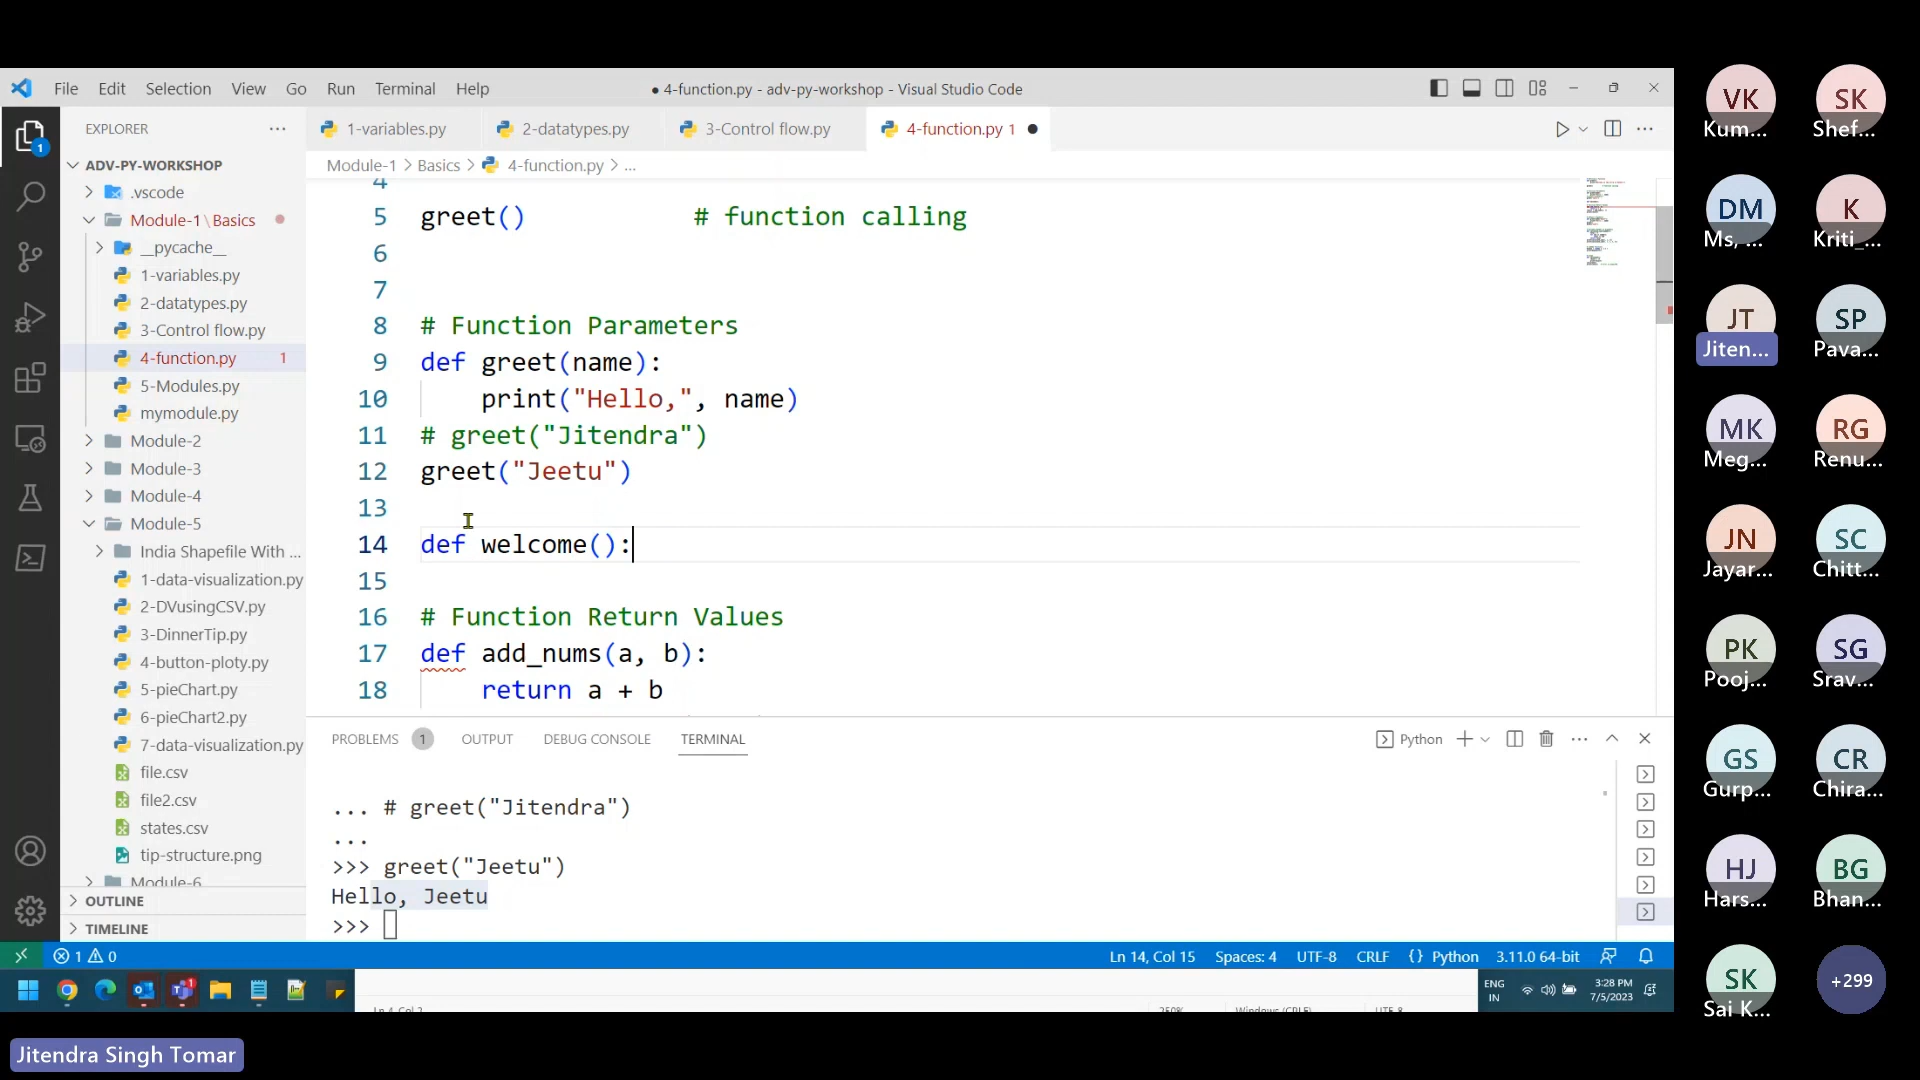 File Edit Selection View Go Run Terminal Help
● 4-function.py - adv-py-workshop - Visual Studio Code
EXPLORER
1-variables.py
2-datatypes.py
3-Control flow.py
4-function.py 1
Module-1 > Basics > 4-function.py > ...
ADV-PY-WORKSHOP
.vscode
Module-1\Basics
__pycache__
1-variables.py
2-datatypes.py
3-Control flow.py
4-function.py 1
5-Modules.py
mymodule.py
Module-2
Module-3
Module-4
Module-5
India Shapefile With ...
1-data-visualization.py
2-DVusingCSV.py
3-DinnerTip.py
4-button-ploty.py
5-pieChart.py
6-pieChart2.py
7-data-visualization.py
file.csv
file2.csv
states.csv
tip-structure.png
Module-6
OUTLINE
TIMELINE
4
5 greet() # function calling
6
7
8 # Function Parameters
9 def greet(name):
10 print("Hello,", name)
11 # greet("Jitendra")
12 greet("Jeetu")
13
14 def welcome():
15
16 # Function Return Values
17 def add_nums(a, b):
18 return a + b
PROBLEMS 1 OUTPUT DEBUG CONSOLE TERMINAL
Python
... # greet("Jitendra")
...
>>> greet("Jeetu")
Hello, Jeetu
>>>
1 0
Ln 14, Col 15 Spaces: 4 UTF-8 CRLF {} Python 3.11.0 64-bit
Ln 4, Col 2 250% Windows (CRLF) UTF-8
ENG
IN
3:28 PM
7/5/2023
VK
Kum...
SK
Shef...
DM
Ms, ...
K
Kriti_...
JT
Jiten...
SP
Pava...
MK
Meg...
RG
Renu...
JN
Jayar...
SC
Chitt...
PK
Pooj...
SG
Srav...
GS
Gurp...
CR
Chira...
HJ
Hars...
BG
Bhan...
SK
Sai K...
+299
Jitendra Singh Tomar